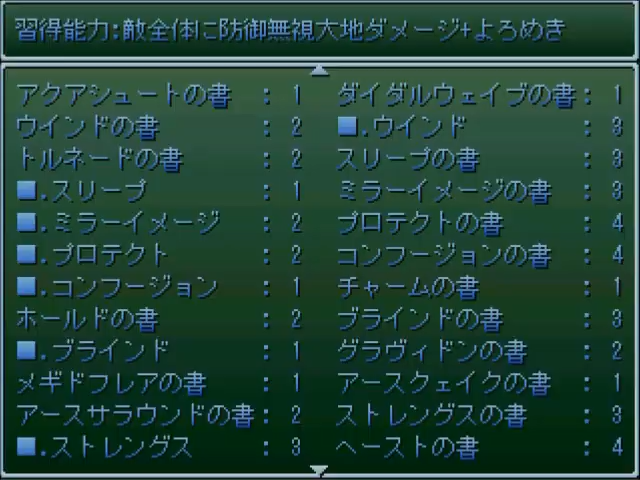 習得能力:敵全体に防御無視大地ダメージ+よろめき
アクアシュートの書 : 1 ダイダルウェイブの書: 1
ウインドの書 : 2 ■.ウインド : 3
トルネードの書 : 2 スリープの書 : 3
■.スリープ : 1 ミラーイメージの書 : 3
■.ミラーイメージ : 2 プロテクトの書 : 4
■.プロテクト : 2 コンフージョンの書 : 4
■.コンフージョン : 1 チャームの書 : 1
ホールドの書 : 2 ブラインドの書 : 3
■.ブラインド : 1 グラヴィドンの書 : 2
メギドフレアの書 : 1 アースクェイクの書 : 1
アースサラウンドの書: 2 ストレングスの書 : 3
■.ストレングス : 3 ヘーストの書 : 4